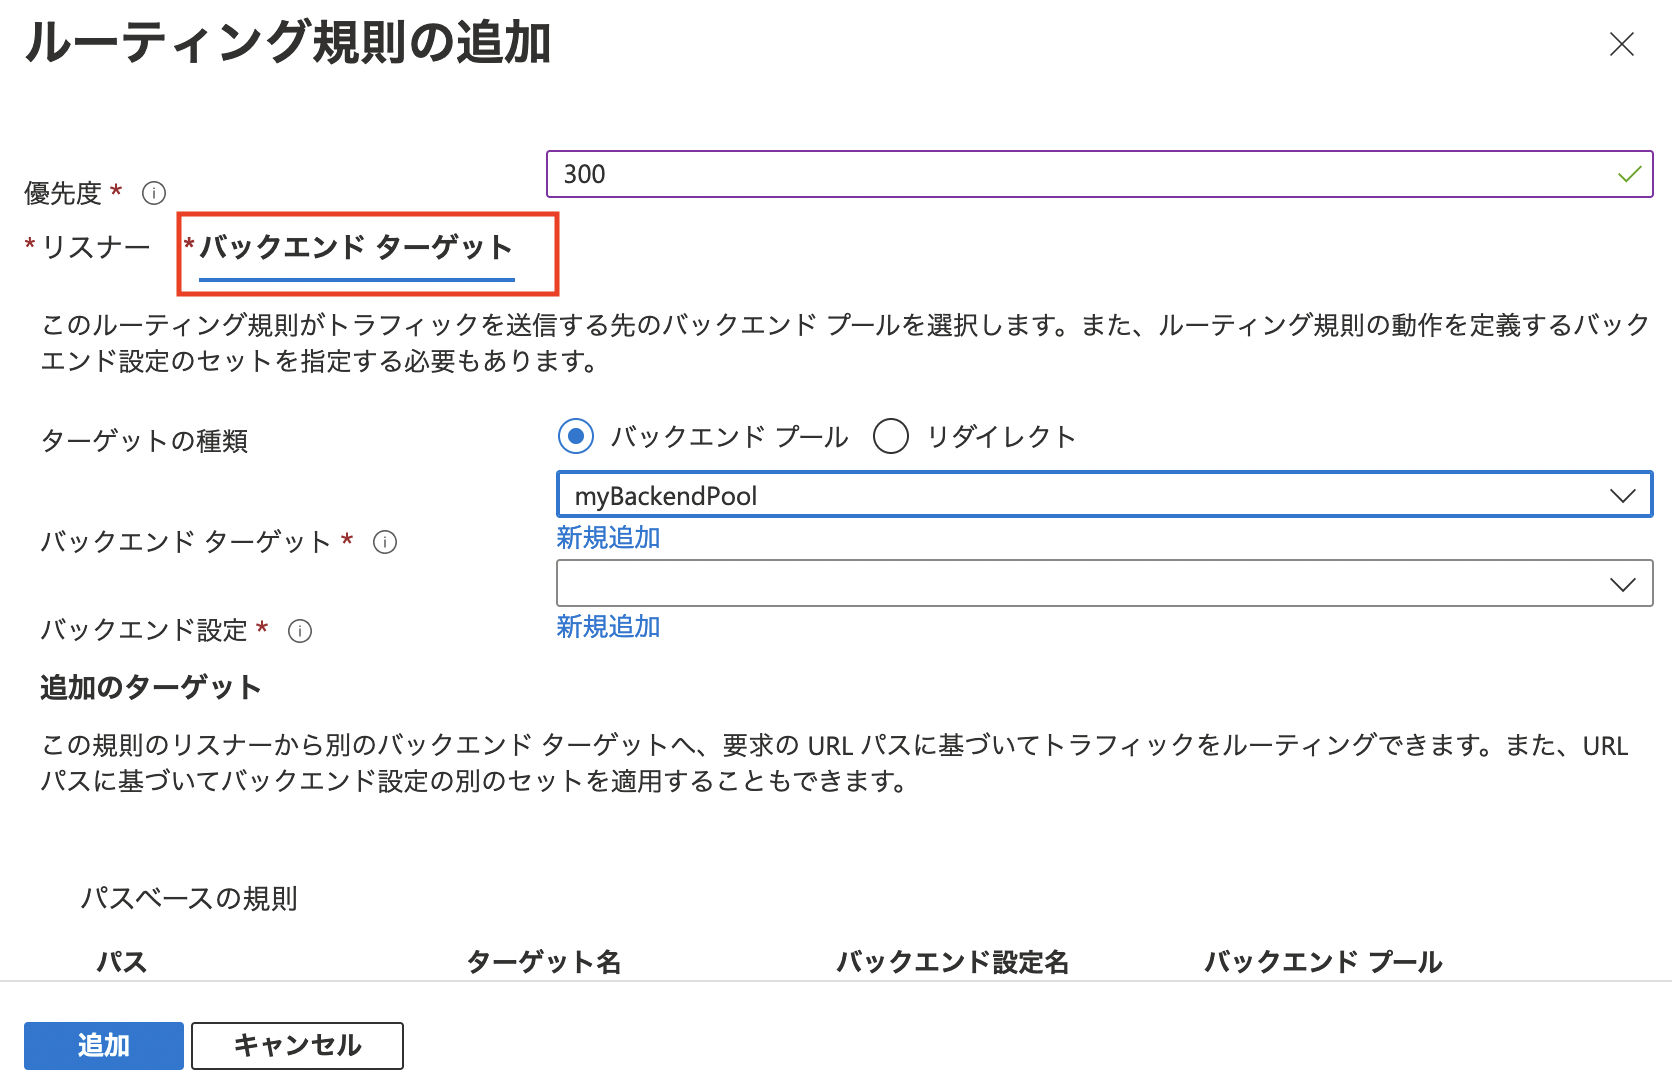 ルーティング規則の追加
優先度 * 300
* リスナー * バックエンド ターゲット
このルーティング規則がトラフィックを送信する先のバックエンド プールを選択します。また、ルーティング規則の動作を定義するバック
エンド設定のセットを指定する必要もあります。
ターゲットの種類 バックエンド プール リダイレクト
myBackendPool
バックエンド ターゲット * 新規追加
バックエンド設定 * 新規追加
追加のターゲット
この規則のリスナーから別のバックエンド ターゲットへ、要求の URL パスに基づいてトラフィックをルーティングできます。また、URL
パスに基づいてバックエンド設定の別のセットを適用することもできます。
パスベースの規則
パス ターゲット名 バックエンド設定名 バックエンド プール
追加 キャンセル